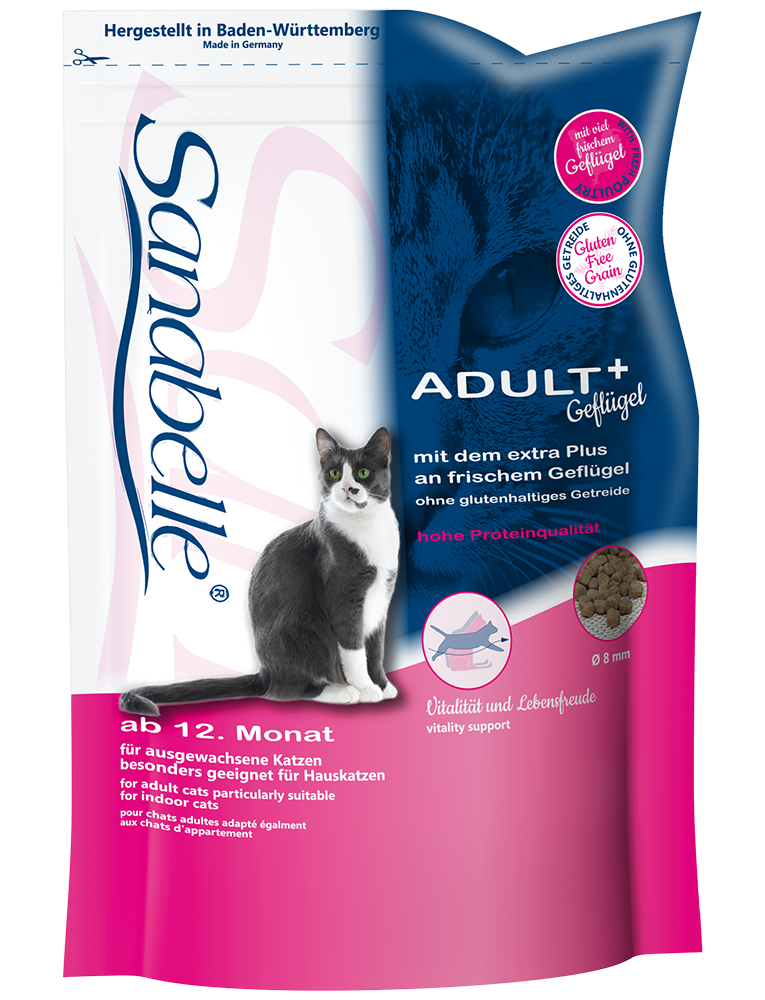 Hergestellt in Baden-Württemberg
Made in Germany
Sanabelle®
mit viel
frischem
Geflügel
WITH FRESH POULTRY
OHNE GLUTENHALTIGES GETREIDE
Gluten
Free
Grain
ADULT+
Geflügel
mit dem extra Plus
an frischem Geflügel
ohne glutenhaltiges Getreide
hohe Proteinqualität
Ø 8 mm
Vitalität und Lebensfreude
vitality support
ab 12. Monat
für ausgewachsene Katzen
besonders geeignet für Hauskatzen
for adult cats particularly suitable
for indoor cats
pour chats adultes adapté égalment
aux chats d'appartement